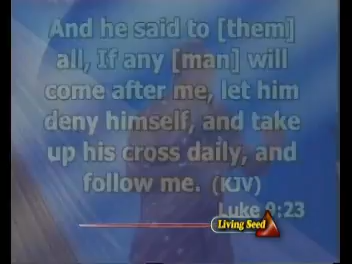 And he said to [them]
all, If any [man] will
come after me, let him
deny himself, and take
up his cross daily, and
follow me. (KJV)
Luke 9:23
Living Seed